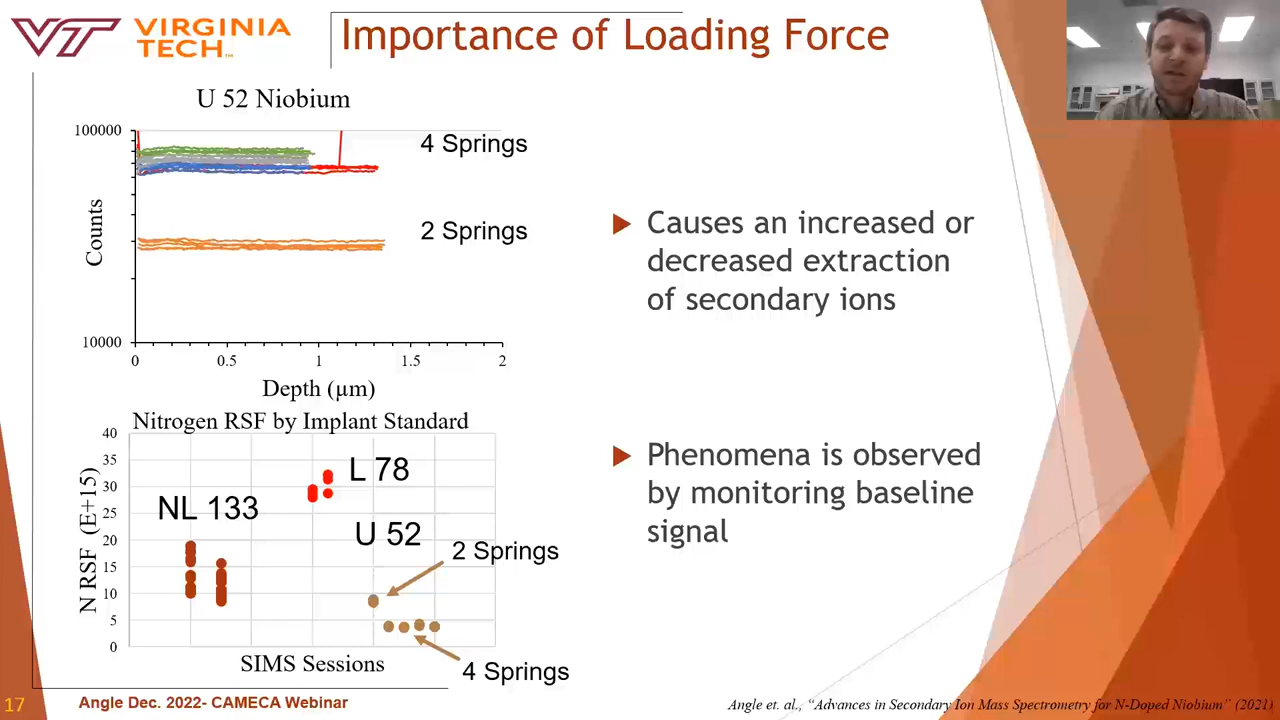 VT VIRGINIA TECH™
Importance of Loading Force
U 52 Niobium
100000
4 Springs
2 Springs
Counts
10000
0 0.5 1 1.5 2
Depth (µm)
Nitrogen RSF by Implant Standard
40
35
30
25
20
15
10
5
0
N RSF (E+15)
L 78
NL 133
U 52
2 Springs
SIMS Sessions
4 Springs
Causes an increased or
decreased extraction
of secondary ions
Phenomena is observed
by monitoring baseline
signal
17
Angle Dec. 2022- CAMECA Webinar
Angle et. al., “Advances in Secondary Ion Mass Spectrometry for N-Doped Niobium” (2021)